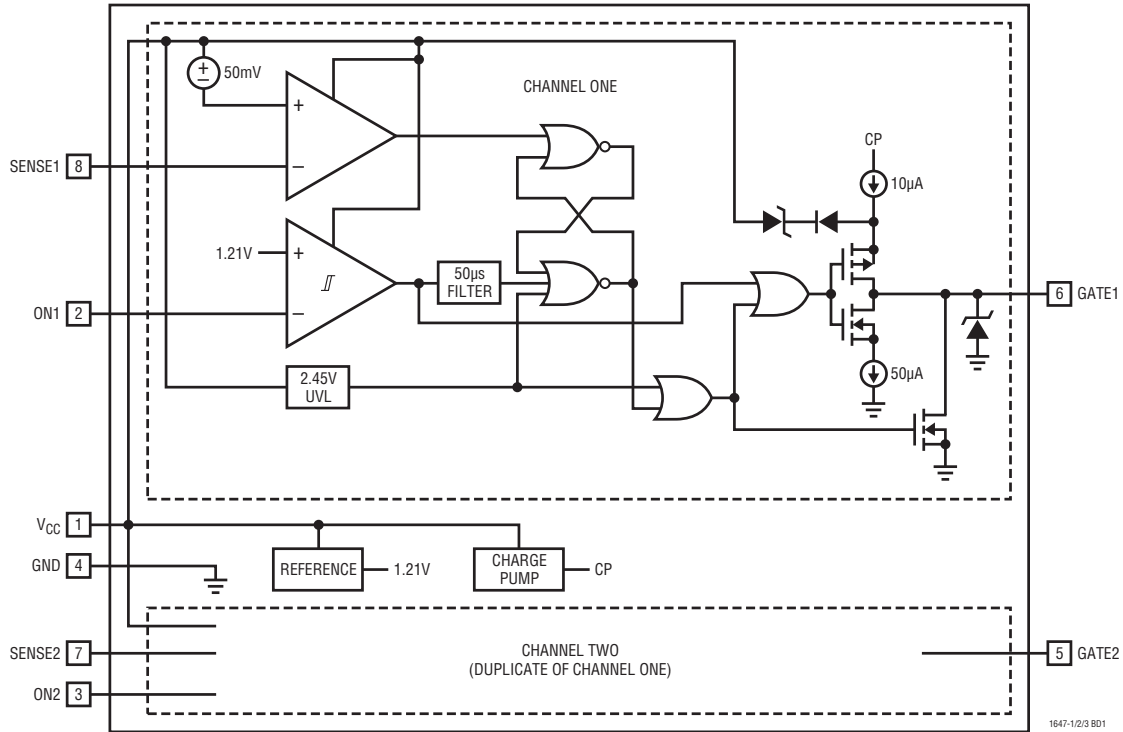 50mV
+
–
CHANNEL ONE
+
–
SENSE1 8
CP
10µA
1.21V
+
–
50µs
FILTER
ON1 2
6 GATE1
2.45V
UVL
50µA
VCC 1
GND 4
REFERENCE
1.21V
CHARGE
PUMP
CP
SENSE2 7
CHANNEL TWO
(DUPLICATE OF CHANNEL ONE)
5 GATE2
ON2 3
1647-1/2/3 BD1